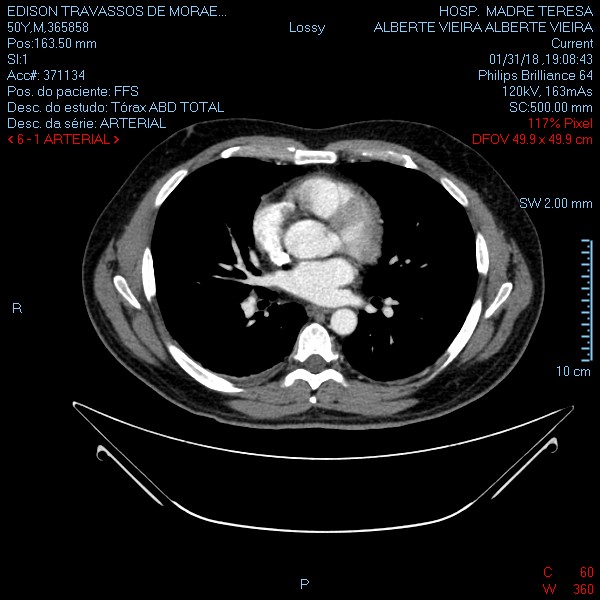 EDISON TRAVASSOS DE MORAE...
50Y,M,365858
Pos:163.50 mm
Sl:1
Acc#: 371134
Pos. do paciente: FFS
Desc. do estudo: Tórax ABD TOTAL
Desc. da série: ARTERIAL
< 6 - 1 ARTERIAL >
Lossy
HOSP. MADRE TERESA
ALBERTE VIEIRA ALBERTE VIEIRA
Current
01/31/18 ,19:08:43
Philips Brilliance 64
120kV, 163mAs
SC:500.00 mm
117% Pixel
DFOV 49.9 x 49.9 cm
SW 2.00 mm
R
10 cm
P
C 60
W 360